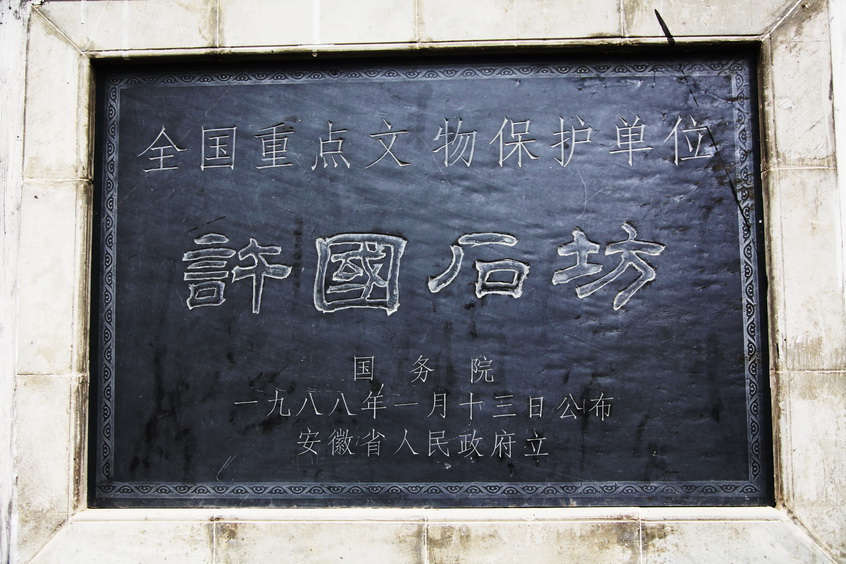 全国重点文物保护单位
許國石坊
国务院
一九八八年一月十三日公布
安徽省人民政府立